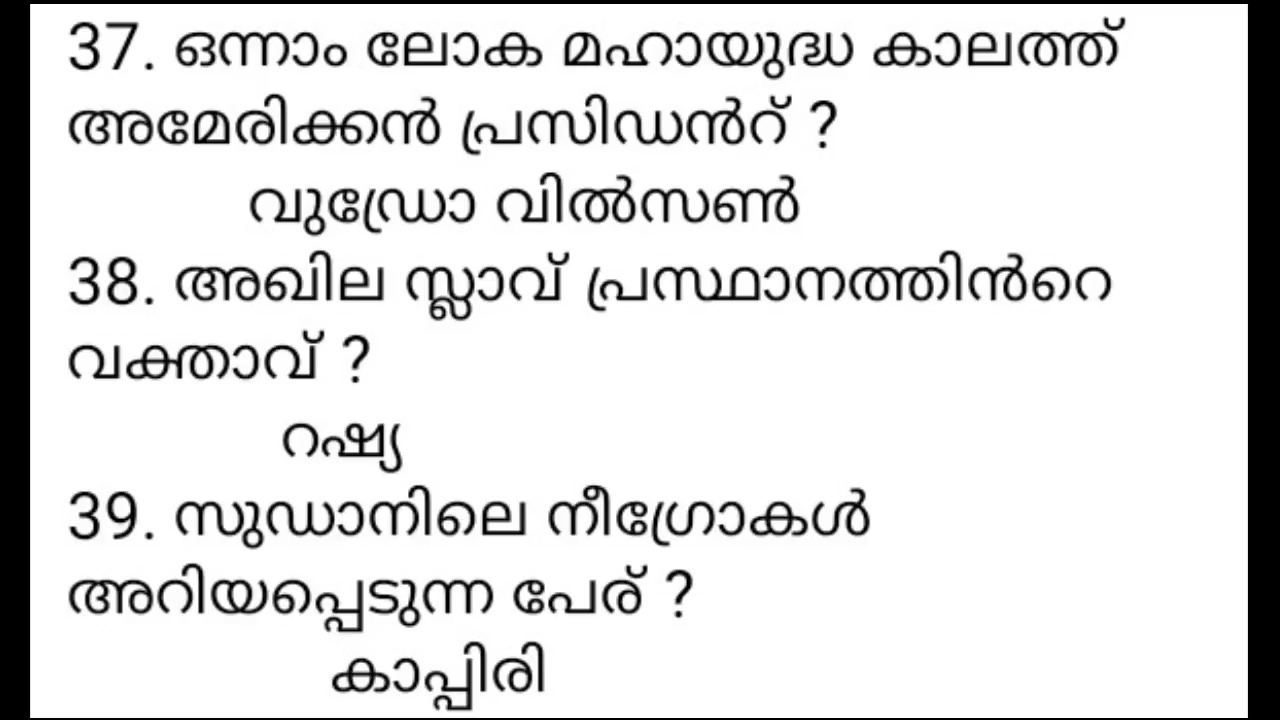 37. ഒന്നാം ലോക മഹായുദ്ധ കാലത്ത്
അമേരിക്കൻ പ്രസിഡൻറ് ?
വുഡ്രോ വിൽസൺ
38. അഖില സ്ലാവ് പ്രസ്ഥാനത്തിൻറെ
വക്താവ് ?
റഷ്യ
39. സുഡാനിലെ നീഗ്രോകൾ
അറിയപ്പെടുന്ന പേര് ?
കാപ്പിരി